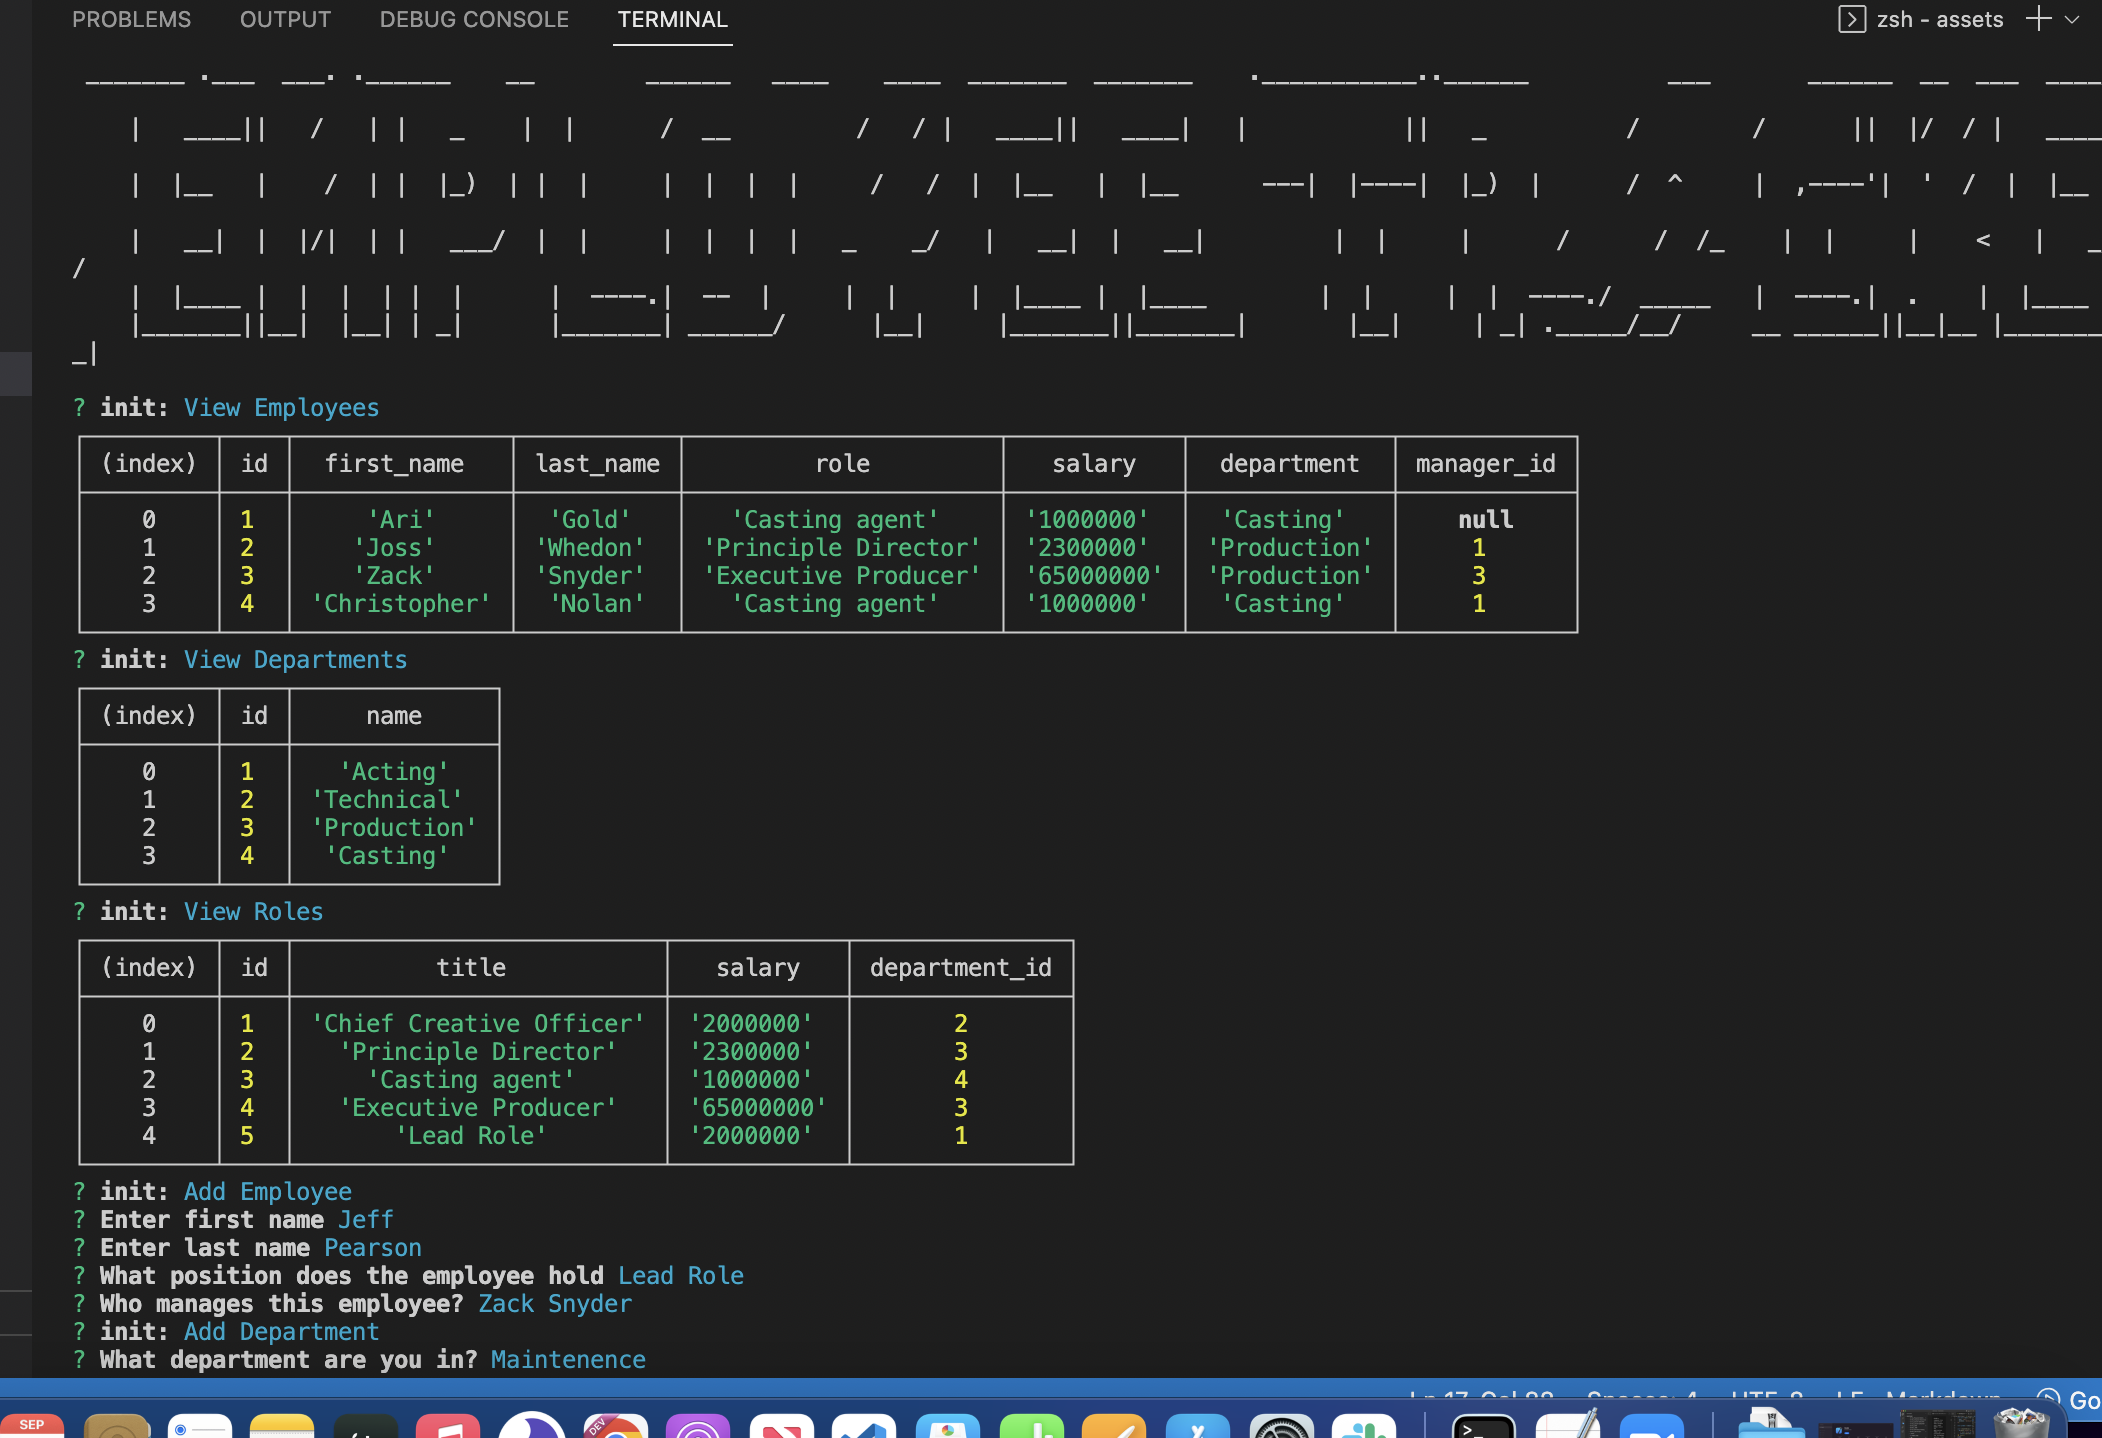 PROBLEMS OUTPUT DEBUG CONSOLE TERMINAL zsh - assets
? init: View Employees
(index) id first_name last_name role salary department manager_id
0 1 'Ari' 'Gold' 'Casting agent' '1000000' 'Casting' null
1 2 'Joss' 'Whedon' 'Principle Director' '2300000' 'Production' 1
2 3 'Zack' 'Snyder' 'Executive Producer' '65000000' 'Production' 3
3 4 'Christopher' 'Nolan' 'Casting agent' '1000000' 'Casting' 1
? init: View Departments
(index) id name
0 1 'Acting'
1 2 'Technical'
2 3 'Production'
3 4 'Casting'
? init: View Roles
(index) id title salary department_id
0 1 'Chief Creative Officer' '2000000' 2
1 2 'Principle Director' '2300000' 3
2 3 'Casting agent' '1000000' 4
3 4 'Executive Producer' '65000000' 3
4 5 'Lead Role' '2000000' 1
? init: Add Employee
? Enter first name Jeff
? Enter last name Pearson
? What position does the employee hold Lead Role
? Who manages this employee? Zack Snyder
? init: Add Department
? What department are you in? Maintenence
Go
SEP
DEV